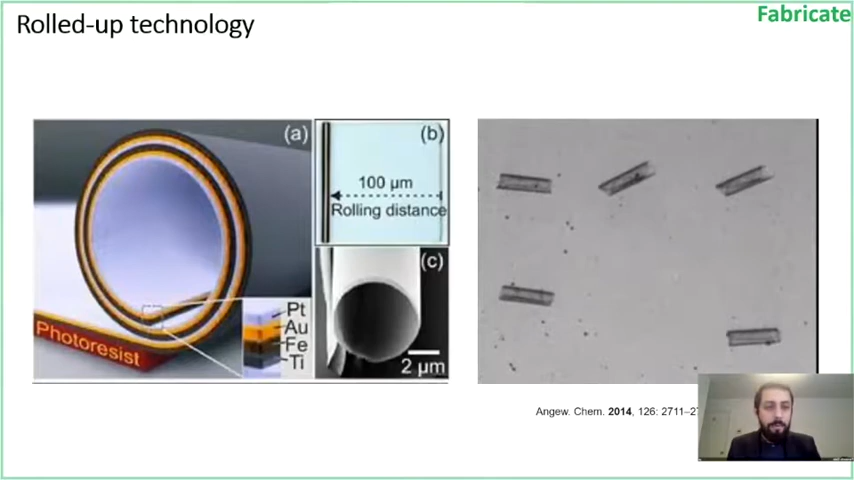 Rolled-up technology
Fabricate
(a)
Photoresist
Pt
Au
Fe
Ti
(b)
100 µm
Rolling distance
(c)
2 µm
Angew. Chem. 2014, 126: 2711–